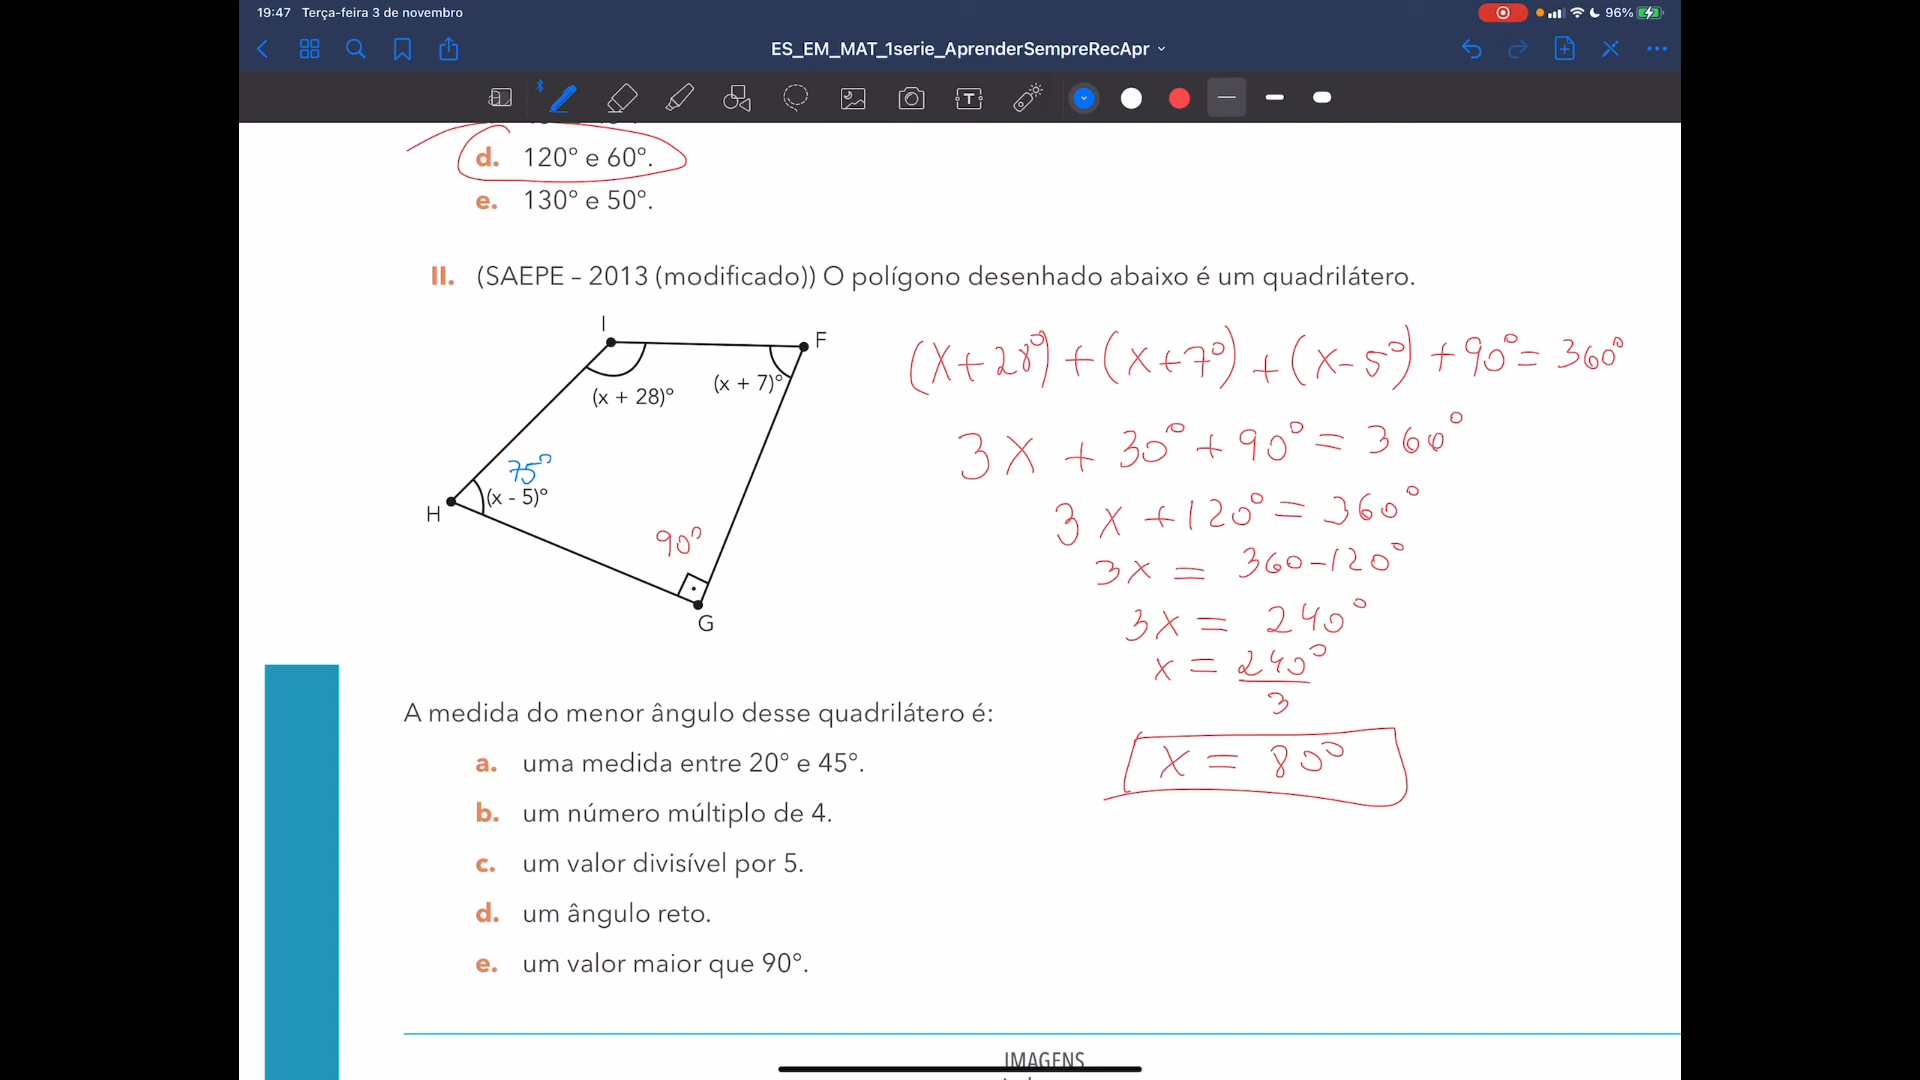 19:47 Terça-feira 3 de novembro
96%
ES_EM_MAT_1serie_AprenderSempreRecApr
T
d. 120° e 60°.
e. 130° e 50°.
II. (SAEPE – 2013 (modificado)) O polígono desenhado abaixo é um quadrilátero.
I
F
(x + 28)°
(x + 7)°
75°
(x - 5)°
H
90°
G
(x+28°)+(x+7°)+(x-5°)+90°=360°
3x + 30° + 90° = 360°
3x +120° = 360°
3x = 360-120°
3x = 240°
x = 240°
3
x = 80°
A medida do menor ângulo desse quadrilátero é:
a. uma medida entre 20° e 45°.
b. um número múltiplo de 4.
c. um valor divisível por 5.
d. um ângulo reto.
e. um valor maior que 90°.
IMAGENS